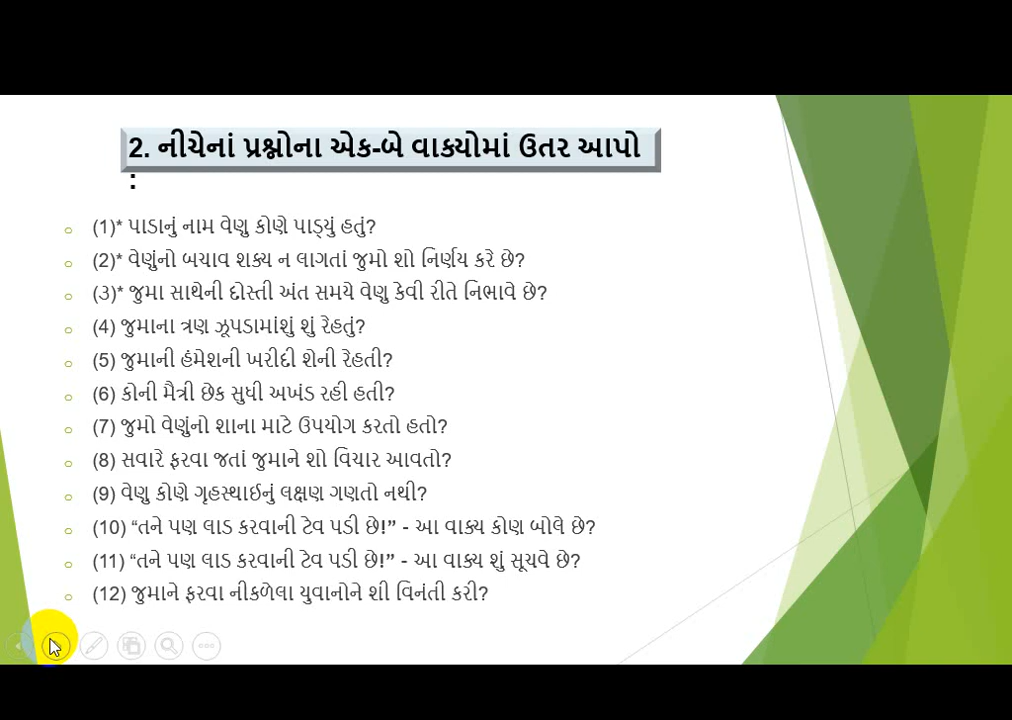 2. નીચેનાં પ્રશ્નોના એક-બે વાક્યોમાં ઉતર આપો
:
(1)* પાડાનું નામ વેણુ કોણે પાડ્યું હતું?
(2)* વેણુંનો બચાવ શક્ય ન લાગતાં જુમો શો નિર્ણય કરે છે?
(૩)* જુમા સાથેની દોસ્તી અંત સમયે વેણુ કેવી રીતે નિભાવે છે?
(4) જુમાના ત્રણ ઝૂપડામાંશું શું રેહતું?
(5) જુમાની હંમેશની ખરીદી શેની રેહતી?
(6) કોની મૈત્રી છેક સુધી અખંડ રહી હતી?
(7) જુમો વેણુંનો શાના માટે ઉપયોગ કરતો હતો?
(8) સવારે ફરવા જતાં જુમાને શો વિચાર આવતો?
(9) વેણુ કોણે ગૃહસ્થાઈનું લક્ષણ ગણતો નથી?
(10) “તને પણ લાડ કરવાની ટેવ પડી છે!” - આ વાક્ય કોણ બોલે છે?
(11) “તને પણ લાડ કરવાની ટેવ પડી છે!” - આ વાક્ય શું સૂચવે છે?
(12) જુમાને ફરવા નીકળેલા યુવાનોને શી વિનંતી કરી?